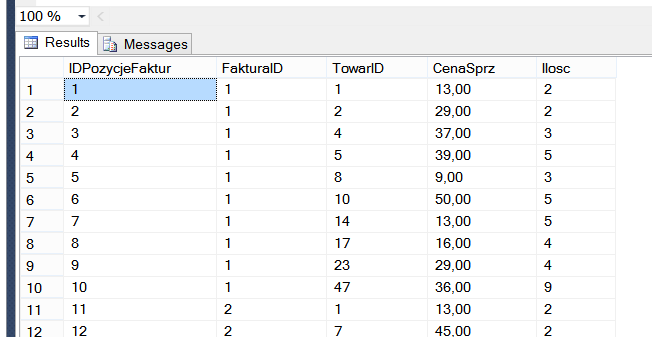 100 %
Results Messages
IDPozycjeFaktur FakturaID TowarID CenaSprz Ilosc
1 1 1 1 13,00 2
2 2 1 2 29,00 2
3 3 1 4 37,00 3
4 4 1 5 39,00 5
5 5 1 8 9,00 3
6 6 1 10 50,00 5
7 7 1 14 13,00 5
8 8 1 17 16,00 4
9 9 1 23 29,00 4
10 10 1 47 36,00 9
11 11 2 1 13,00 2
12 12 2 7 45,00 2